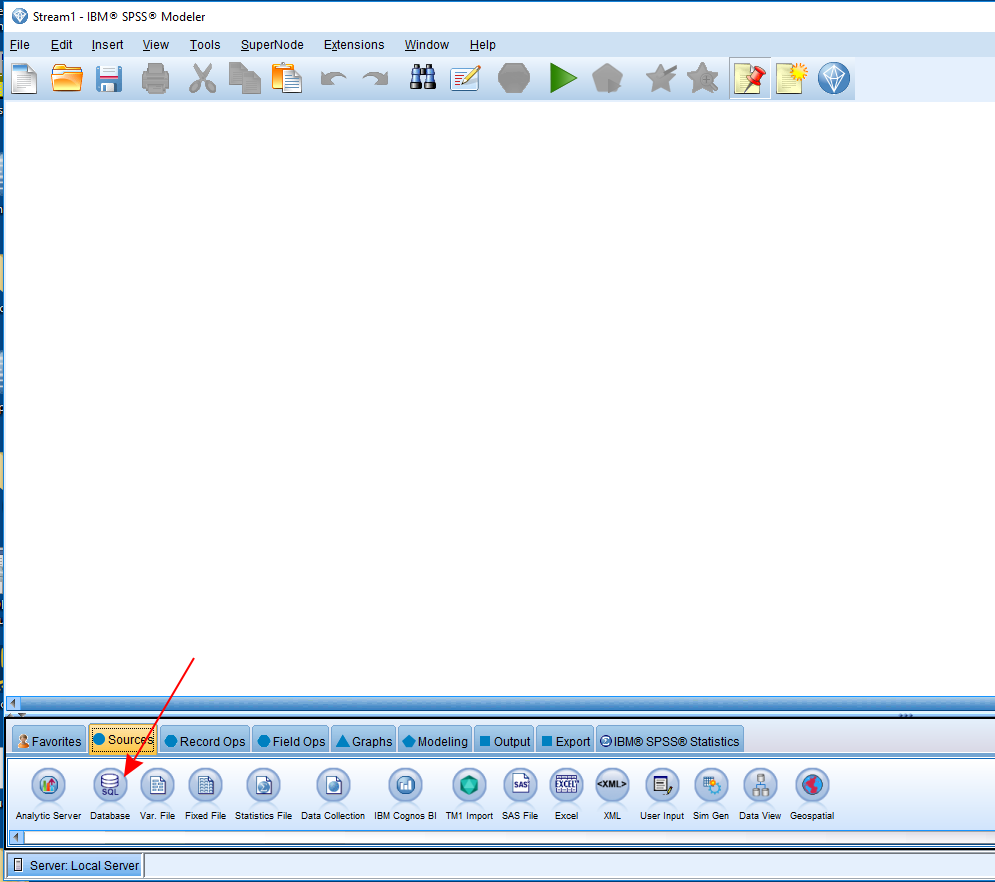 Stream1 - IBM® SPSS® Modeler
File Edit Insert View Tools SuperNode Extensions Window Help
Favorites Sources Record Ops Field Ops Graphs Modeling Output Export IBM® SPSS® Statistics
SQL SAS EXCEL <XML>
Analytic Server Database Var. File Fixed File Statistics File Data Collection IBM Cognos BI TM1 Import SAS File Excel XML User Input Sim Gen Data View Geospatial
Server: Local Server